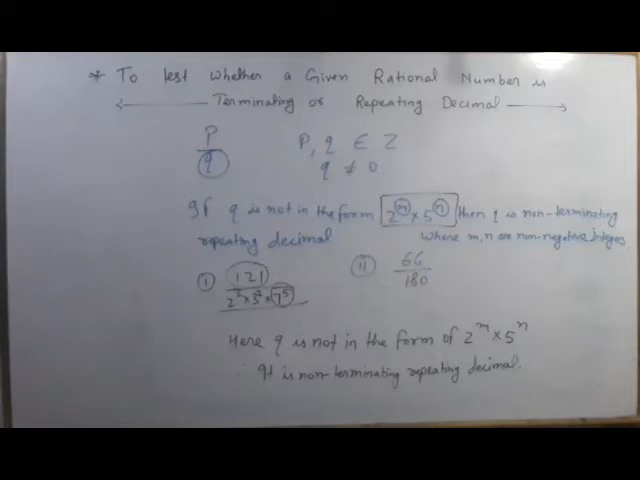 * To test whether a Given Rational Number is
Terminating or Repeating Decimal
P/q P, q ∈ Z
q ≠ 0
If q is not in the form 2^m × 5^n then q is non-terminating
repeating decimal where m, n are non-negative integers
(i) 121/(2^3 × 5^2 × 7^5) (ii) 66/180
Here q is not in the form of 2^m × 5^n
∴ It is non-terminating repeating decimal.